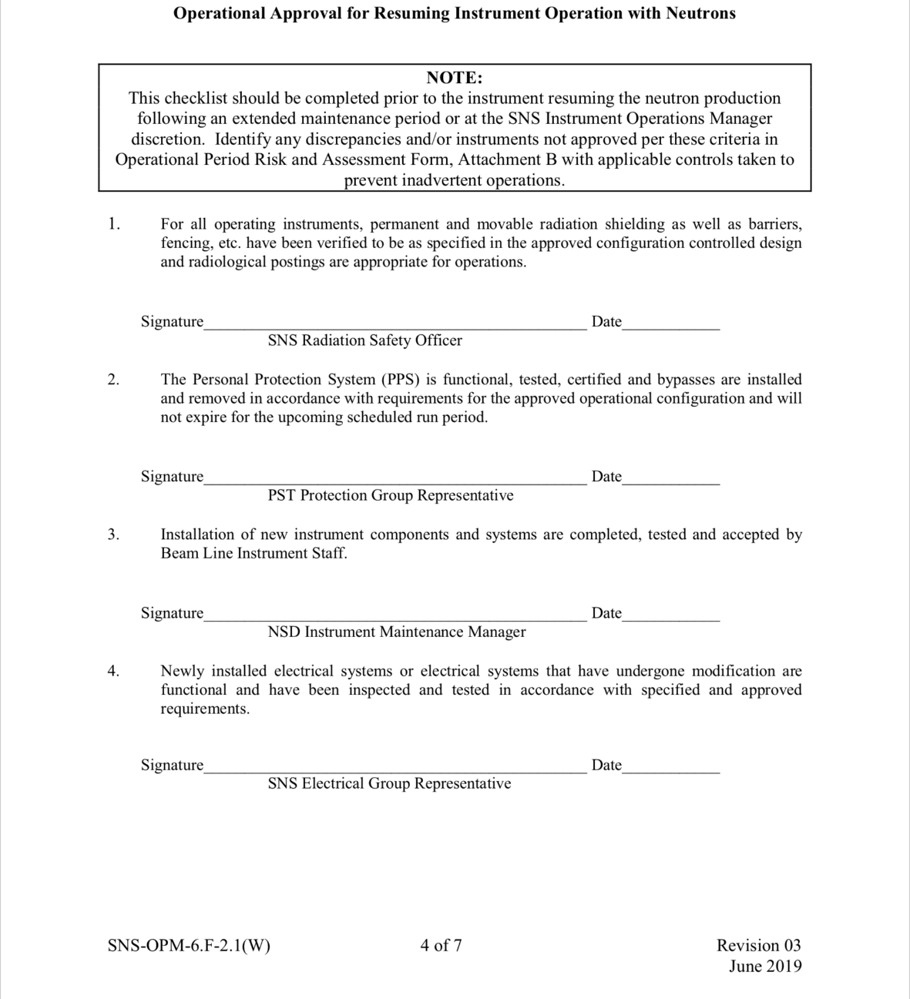 Operational Approval for Resuming Instrument Operation with Neutrons
NOTE:
This checklist should be completed prior to the instrument resuming the neutron production
following an extended maintenance period or at the SNS Instrument Operations Manager
discretion. Identify any discrepancies and/or instruments not approved per these criteria in
Operational Period Risk and Assessment Form, Attachment B with applicable controls taken to
prevent inadvertent operations.
1. For all operating instruments, permanent and movable radiation shielding as well as barriers,
fencing, etc. have been verified to be as specified in the approved configuration controlled design
and radiological postings are appropriate for operations.
Signature_______________________________________________ Date____________
SNS Radiation Safety Officer
2. The Personal Protection System (PPS) is functional, tested, certified and bypasses are installed
and removed in accordance with requirements for the approved operational configuration and will
not expire for the upcoming scheduled run period.
Signature_______________________________________________ Date____________
PST Protection Group Representative
3. Installation of new instrument components and systems are completed, tested and accepted by
Beam Line Instrument Staff.
Signature_______________________________________________ Date____________
NSD Instrument Maintenance Manager
4. Newly installed electrical systems or electrical systems that have undergone modification are
functional and have been inspected and tested in accordance with specified and approved
requirements.
Signature_______________________________________________ Date____________
SNS Electrical Group Representative
SNS-OPM-6.F-2.1(W) 4 of 7 Revision 03
June 2019